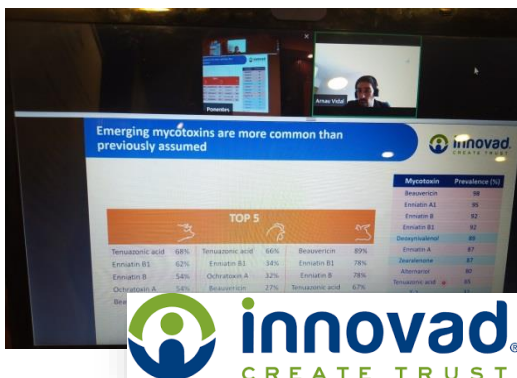 Ponentes
Arnau Vidal
Emerging mycotoxins are more common than
previously assumed
innovad.
CREATE TRUST
Mycotoxin Prevalence (%)
Beauvericin 98
Enniatin A1 95
Enniatin B 92
Enniatin B1 92
Deoxynivalenol 89
Enniatin A 87
Zearalenone 87
Alternariol 80
Tenuazonic acid
TOP 5
Tenuazonic acid 68% Tenuazonic acid 66% Beauvericin 89%
Enniatin B1 62% Enniatin B1 34% Enniatin B1 78%
Enniatin B 54% Ochratoxin A 32% Enniatin B 78%
Ochratoxin A 54% Beauvericin 27% Tenuazonic acid 67%
innovad®
CREATE TRUST